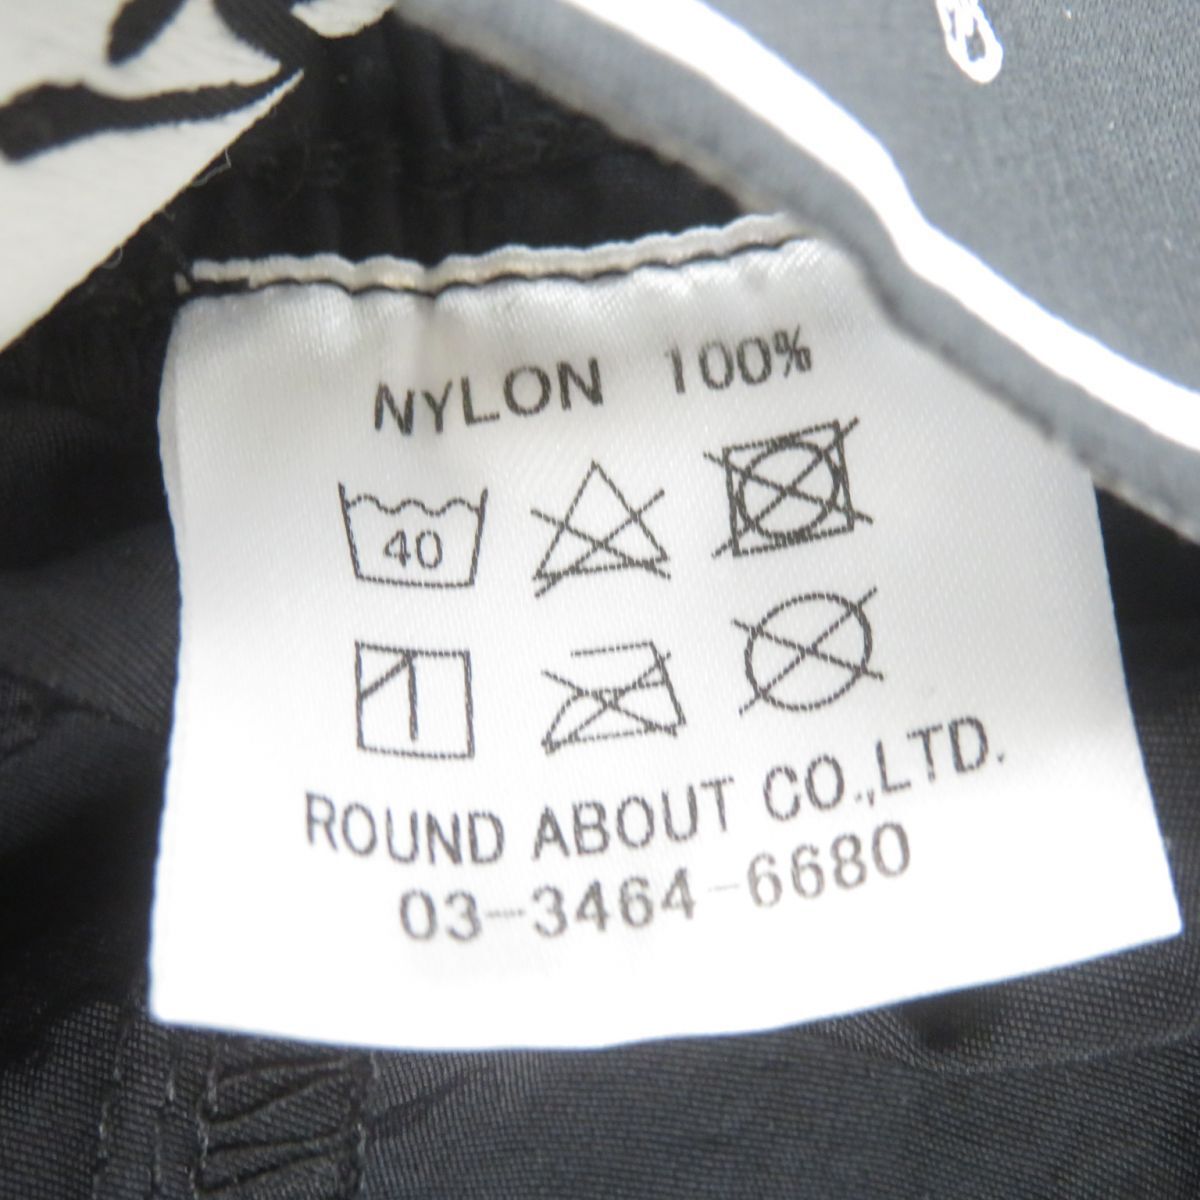 NYLON 100%
40
ROUND ABOUT CO.,LTD.
03-3464-6680